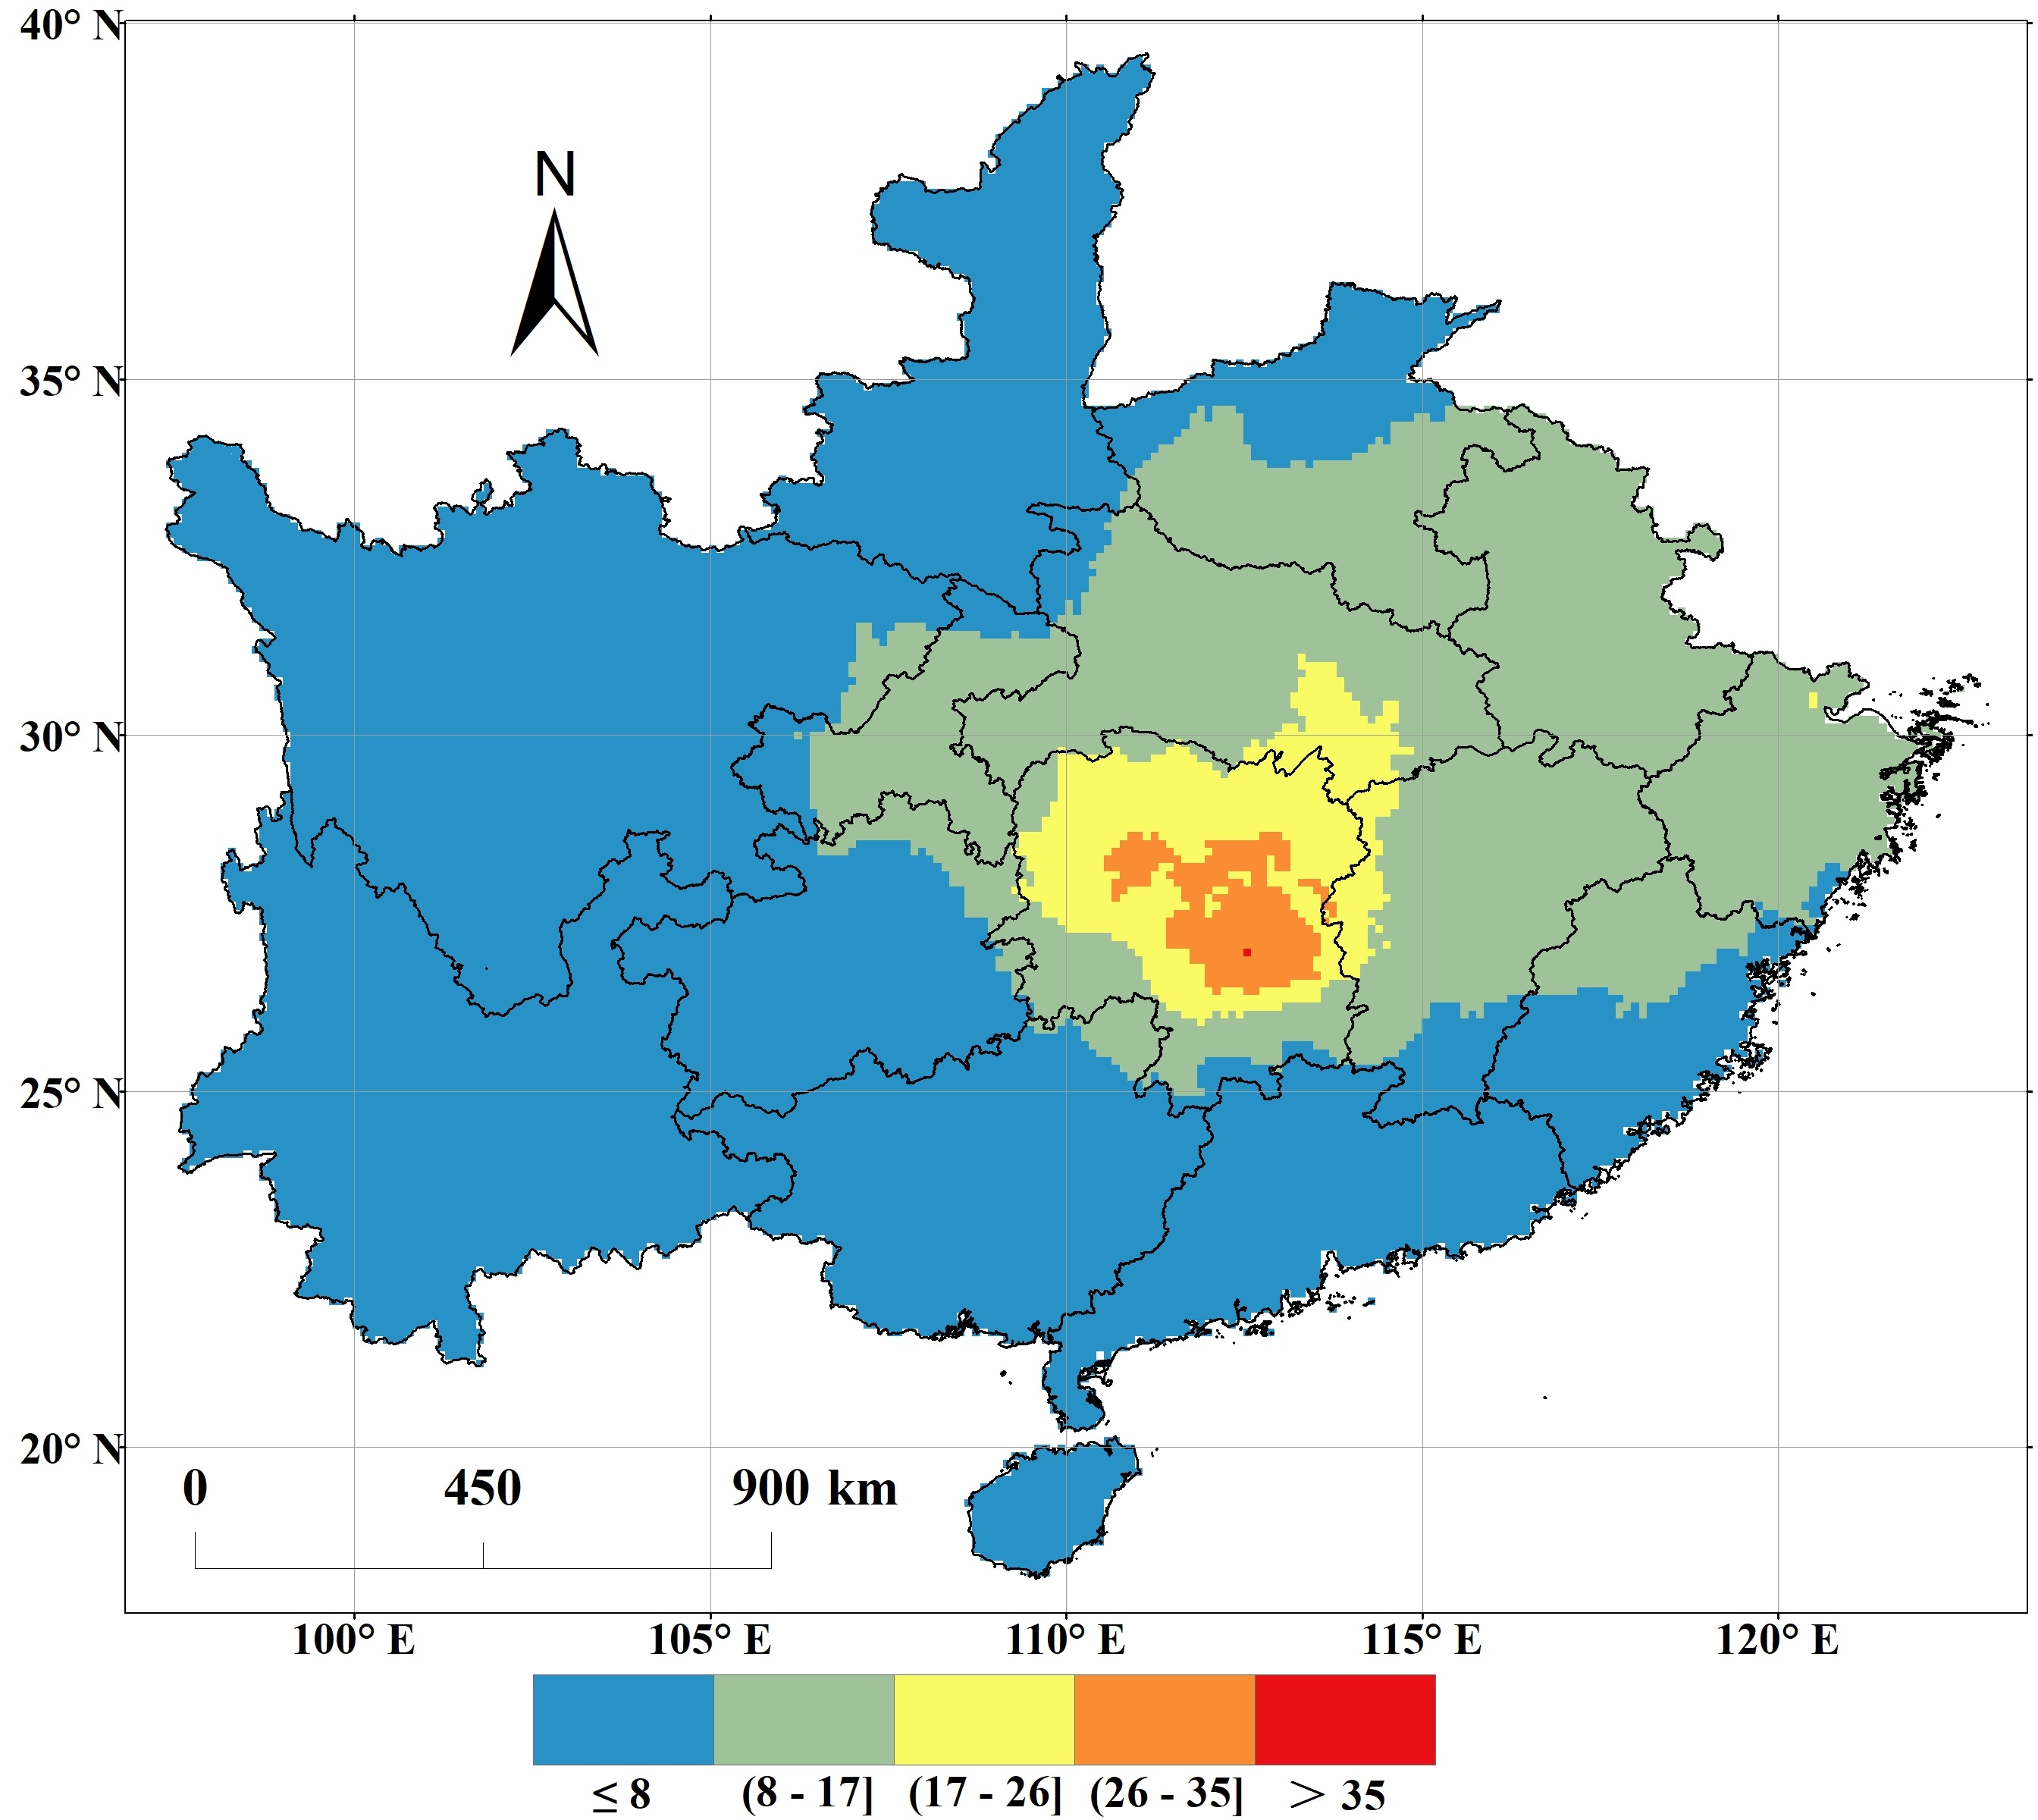 40° N
N
35° N
30° N
25° N
20° N
0 450 900 km
100° E 105° E 110° E 115° E 120° E
≤ 8 (8 - 17] (17 - 26] (26 - 35] > 35